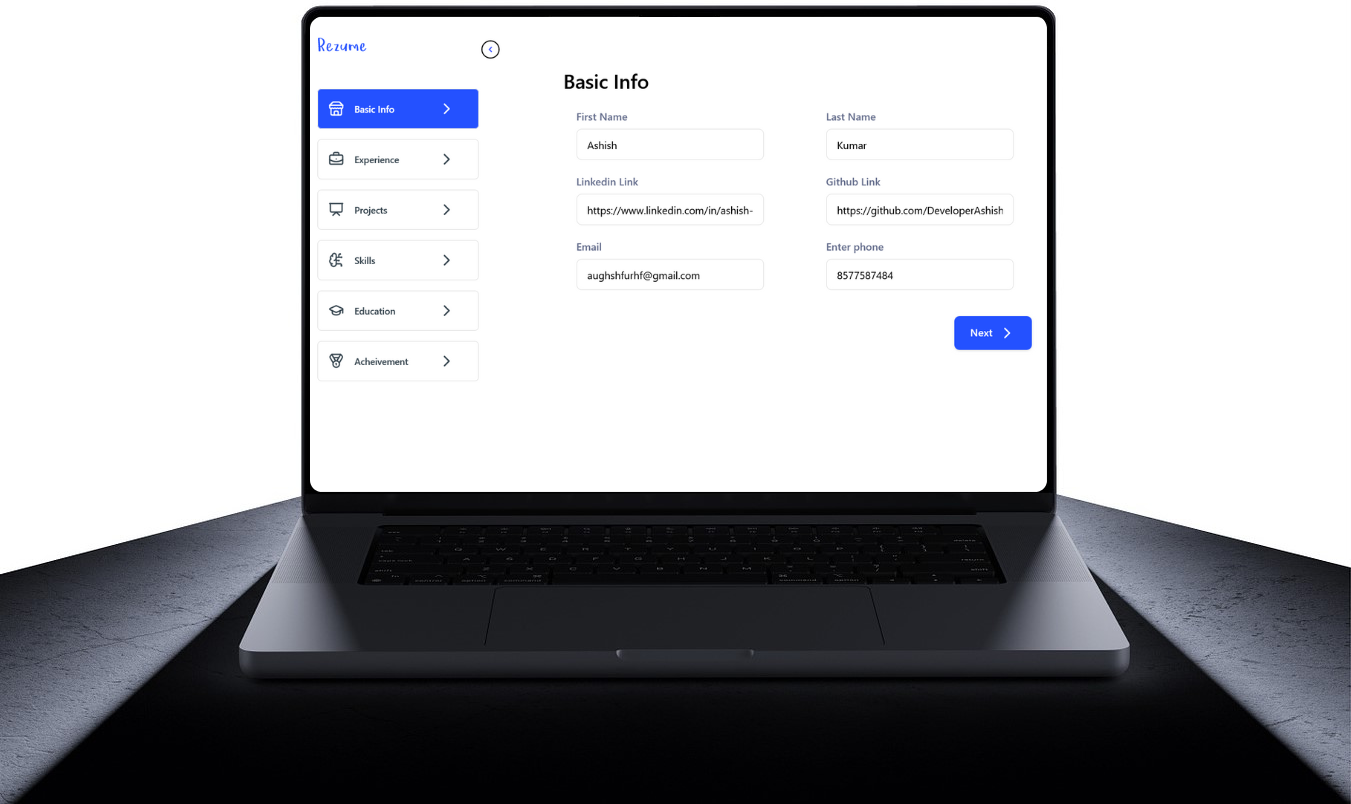 Rezume
Basic Info
Experience
Projects
Skills
Education
Acheivement
Basic Info
First Name
Last Name
Ashish
Kumar
Linkedin Link
Github Link
https://www.linkedin.com/in/ashish-
https://github.com/DeveloperAshish
Email
Enter phone
aughshfurhf@gmail.com
8577587484
Next